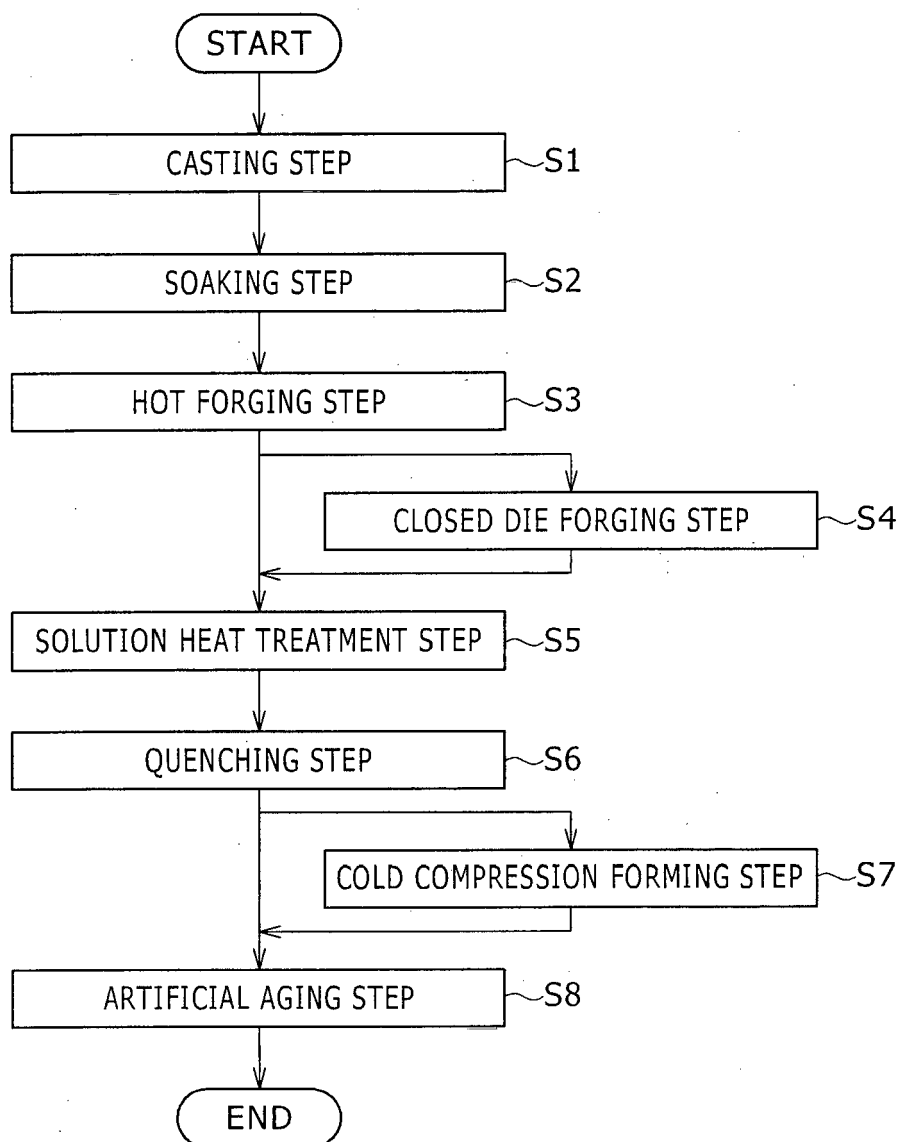 START
CASTING STEP S1
SOAKING STEP S2
HOT FORGING STEP S3
CLOSED DIE FORGING STEP S4
SOLUTION HEAT TREATMENT STEP S5
QUENCHING STEP S6
COLD COMPRESSION FORMING STEP S7
ARTIFICIAL AGING STEP S8
END